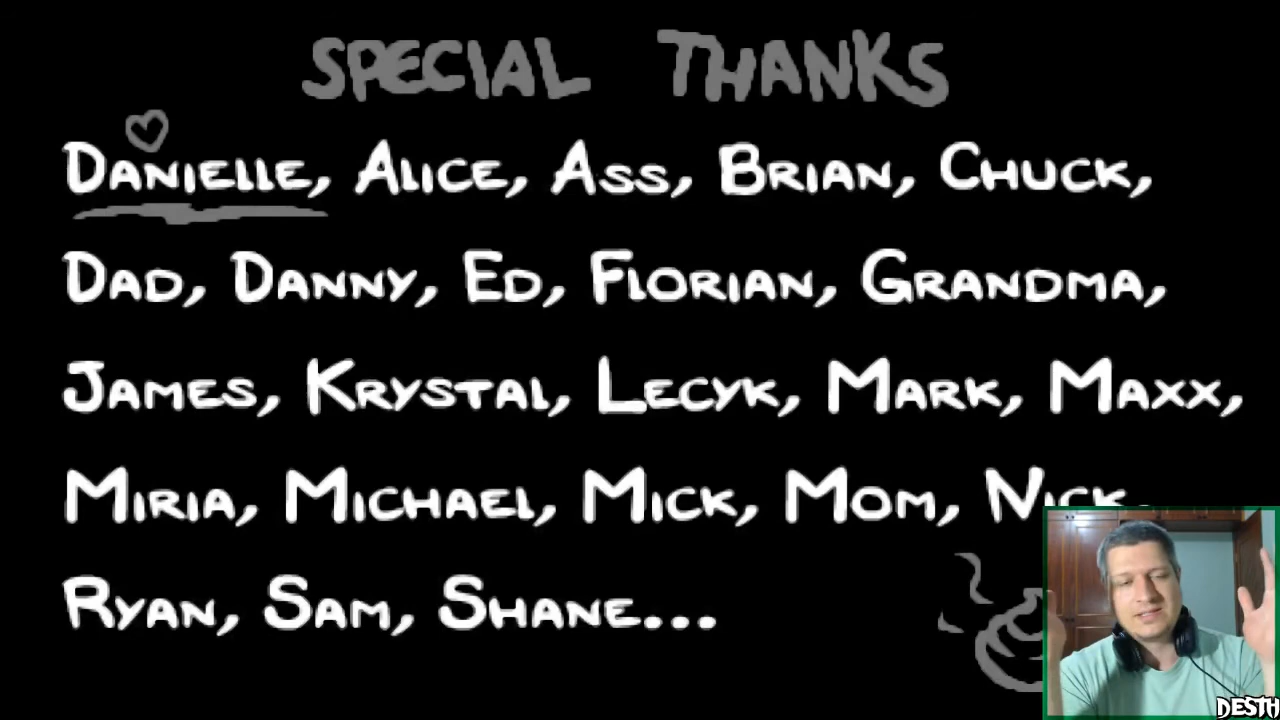 SPECIAL THANKS
DANIELLE, ALICE, ASS, BRIAN, CHUCK,
DAD, DANNY, ED, FLORIAN, GRANDMA,
JAMES, KRYSTAL, LECYK, MARK, MAXX,
MIRIA, MICHAEL, MICK, MOM, NICK,
RYAN, SAM, SHANE...
DESTH